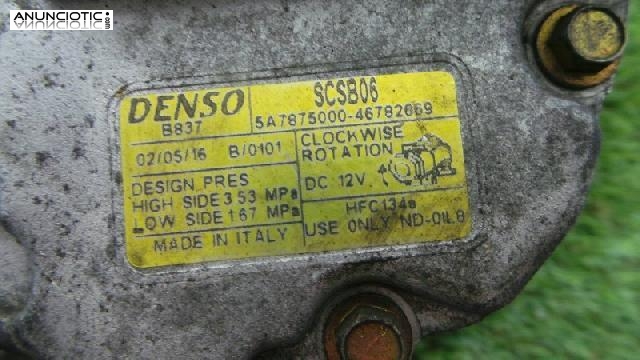 ANUNCIOTIC!
.com
DENSO
SCSB06
B837
5A7875000-46782669
02/05/16 B/0101
CLOCKWISE
ROTATION
DC 12V
DESIGN PRES
HIGH SIDE 3.53 MPa
LOW SIDE 1.67 MPa
HFC134a
USE ONLY ND-OIL8
MADE IN ITALY